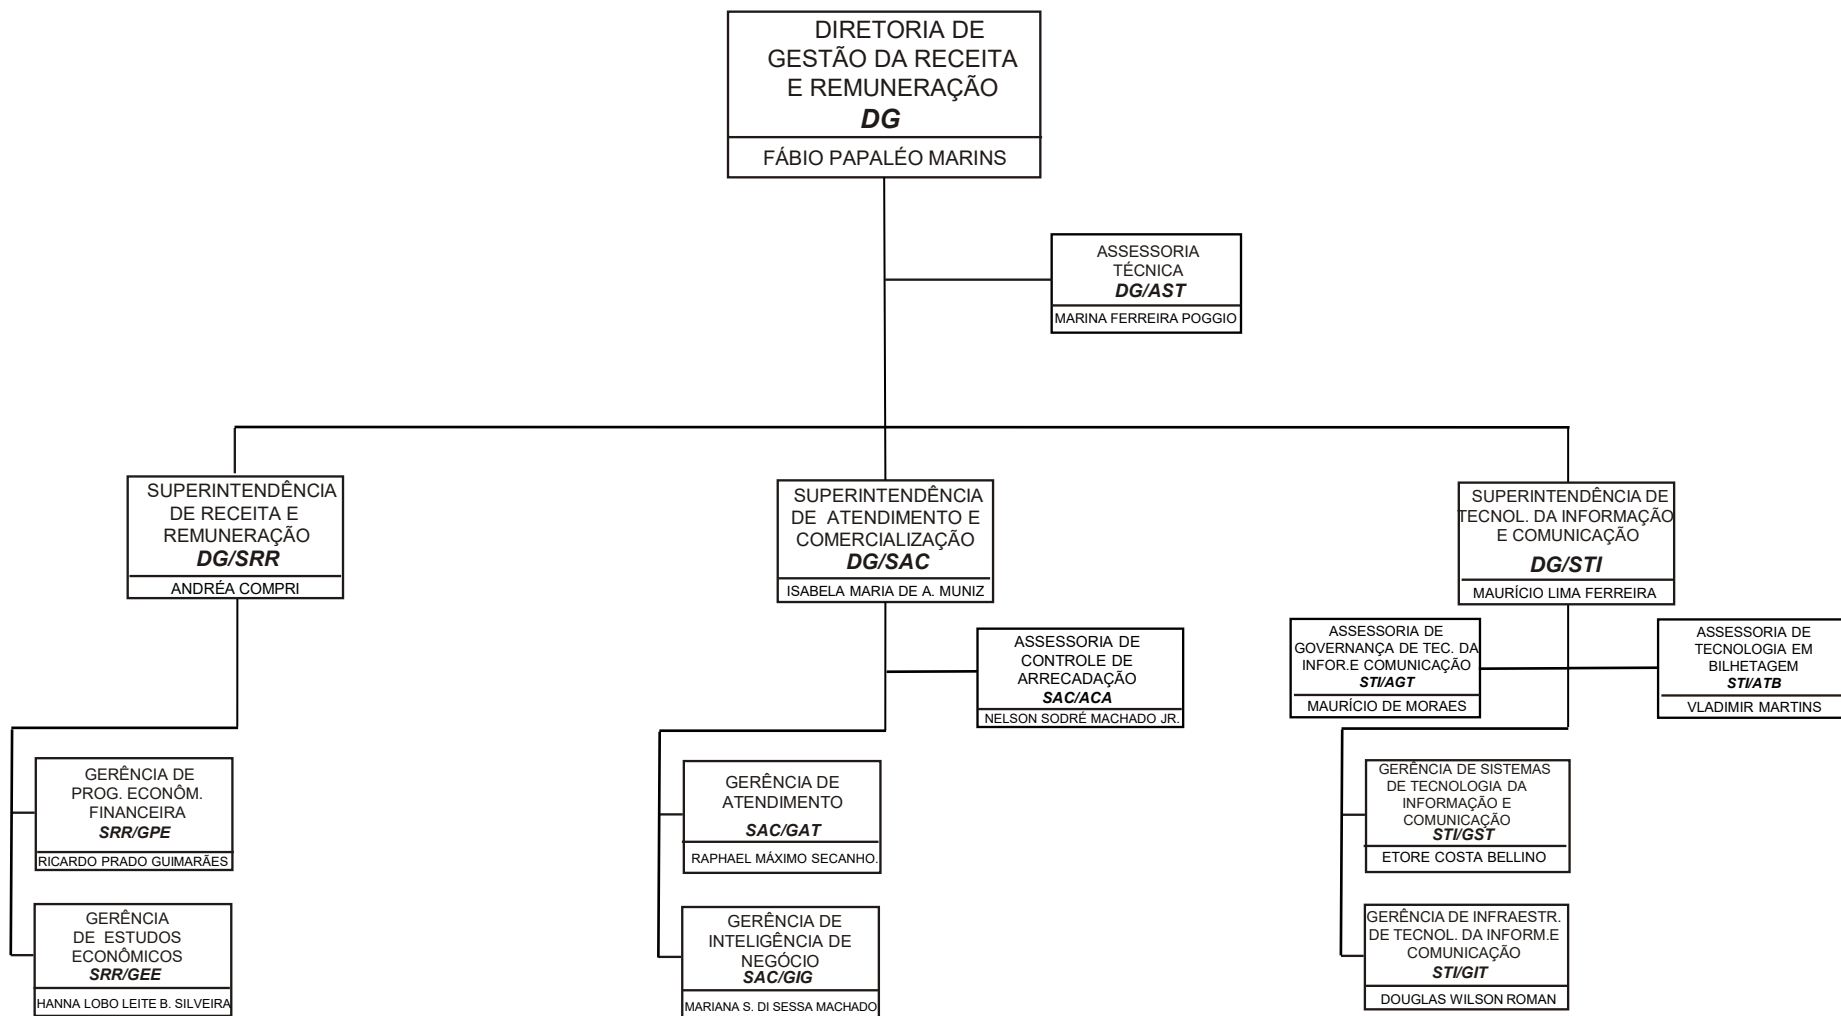 DIRETORIA DE
GESTÃO DA RECEITA
E REMUNERAÇÃO
DG
FÁBIO PAPALÉO MARINS
ASSESSORIA
TÉCNICA
DG/AST
MARINA FERREIRA POGGIO
SUPERINTENDÊNCIA
DE RECEITA E
REMUNERAÇÃO
DG/SRR
ANDRÉA COMPRI
SUPERINTENDÊNCIA
DE ATENDIMENTO E
COMERCIALIZAÇÃO
DG/SAC
ISABELA MARIA DE A. MUNIZ
SUPERINTENDÊNCIA DE
TECNOL. DA INFORMAÇÃO
E COMUNICAÇÃO
DG/STI
MAURÍCIO LIMA FERREIRA
ASSESSORIA DE
CONTROLE DE
ARRECADAÇÃO
SAC/ACA
NELSON SODRÉ MACHADO JR.
ASSESSORIA DE
GOVERNANÇA DE TEC. DA
INFOR.E COMUNICAÇÃO
STI/AGT
MAURÍCIO DE MORAES
ASSESSORIA DE
TECNOLOGIA EM
BILHETAGEM
STI/ATB
VLADIMIR MARTINS
GERÊNCIA DE
PROG. ECONÔM.
FINANCEIRA
SRR/GPE
RICARDO PRADO GUIMARÃES
GERÊNCIA DE
ATENDIMENTO
SAC/GAT
RAPHAEL MÁXIMO SECANHO.
GERÊNCIA DE SISTEMAS
DE TECNOLOGIA DA
INFORMAÇÃO E
COMUNICAÇÃO
STI/GST
ETORE COSTA BELLINO
GERÊNCIA
DE ESTUDOS
ECONÔMICOS
SRR/GEE
HANNA LOBO LEITE B. SILVEIRA
GERÊNCIA DE
INTELIGÊNCIA DE
NEGÓCIO
SAC/GIG
MARIANA S. DI SESSA MACHADO
GERÊNCIA DE INFRAESTR.
DE TECNOL. DA INFORM.E
COMUNICAÇÃO
STI/GIT
DOUGLAS WILSON ROMAN